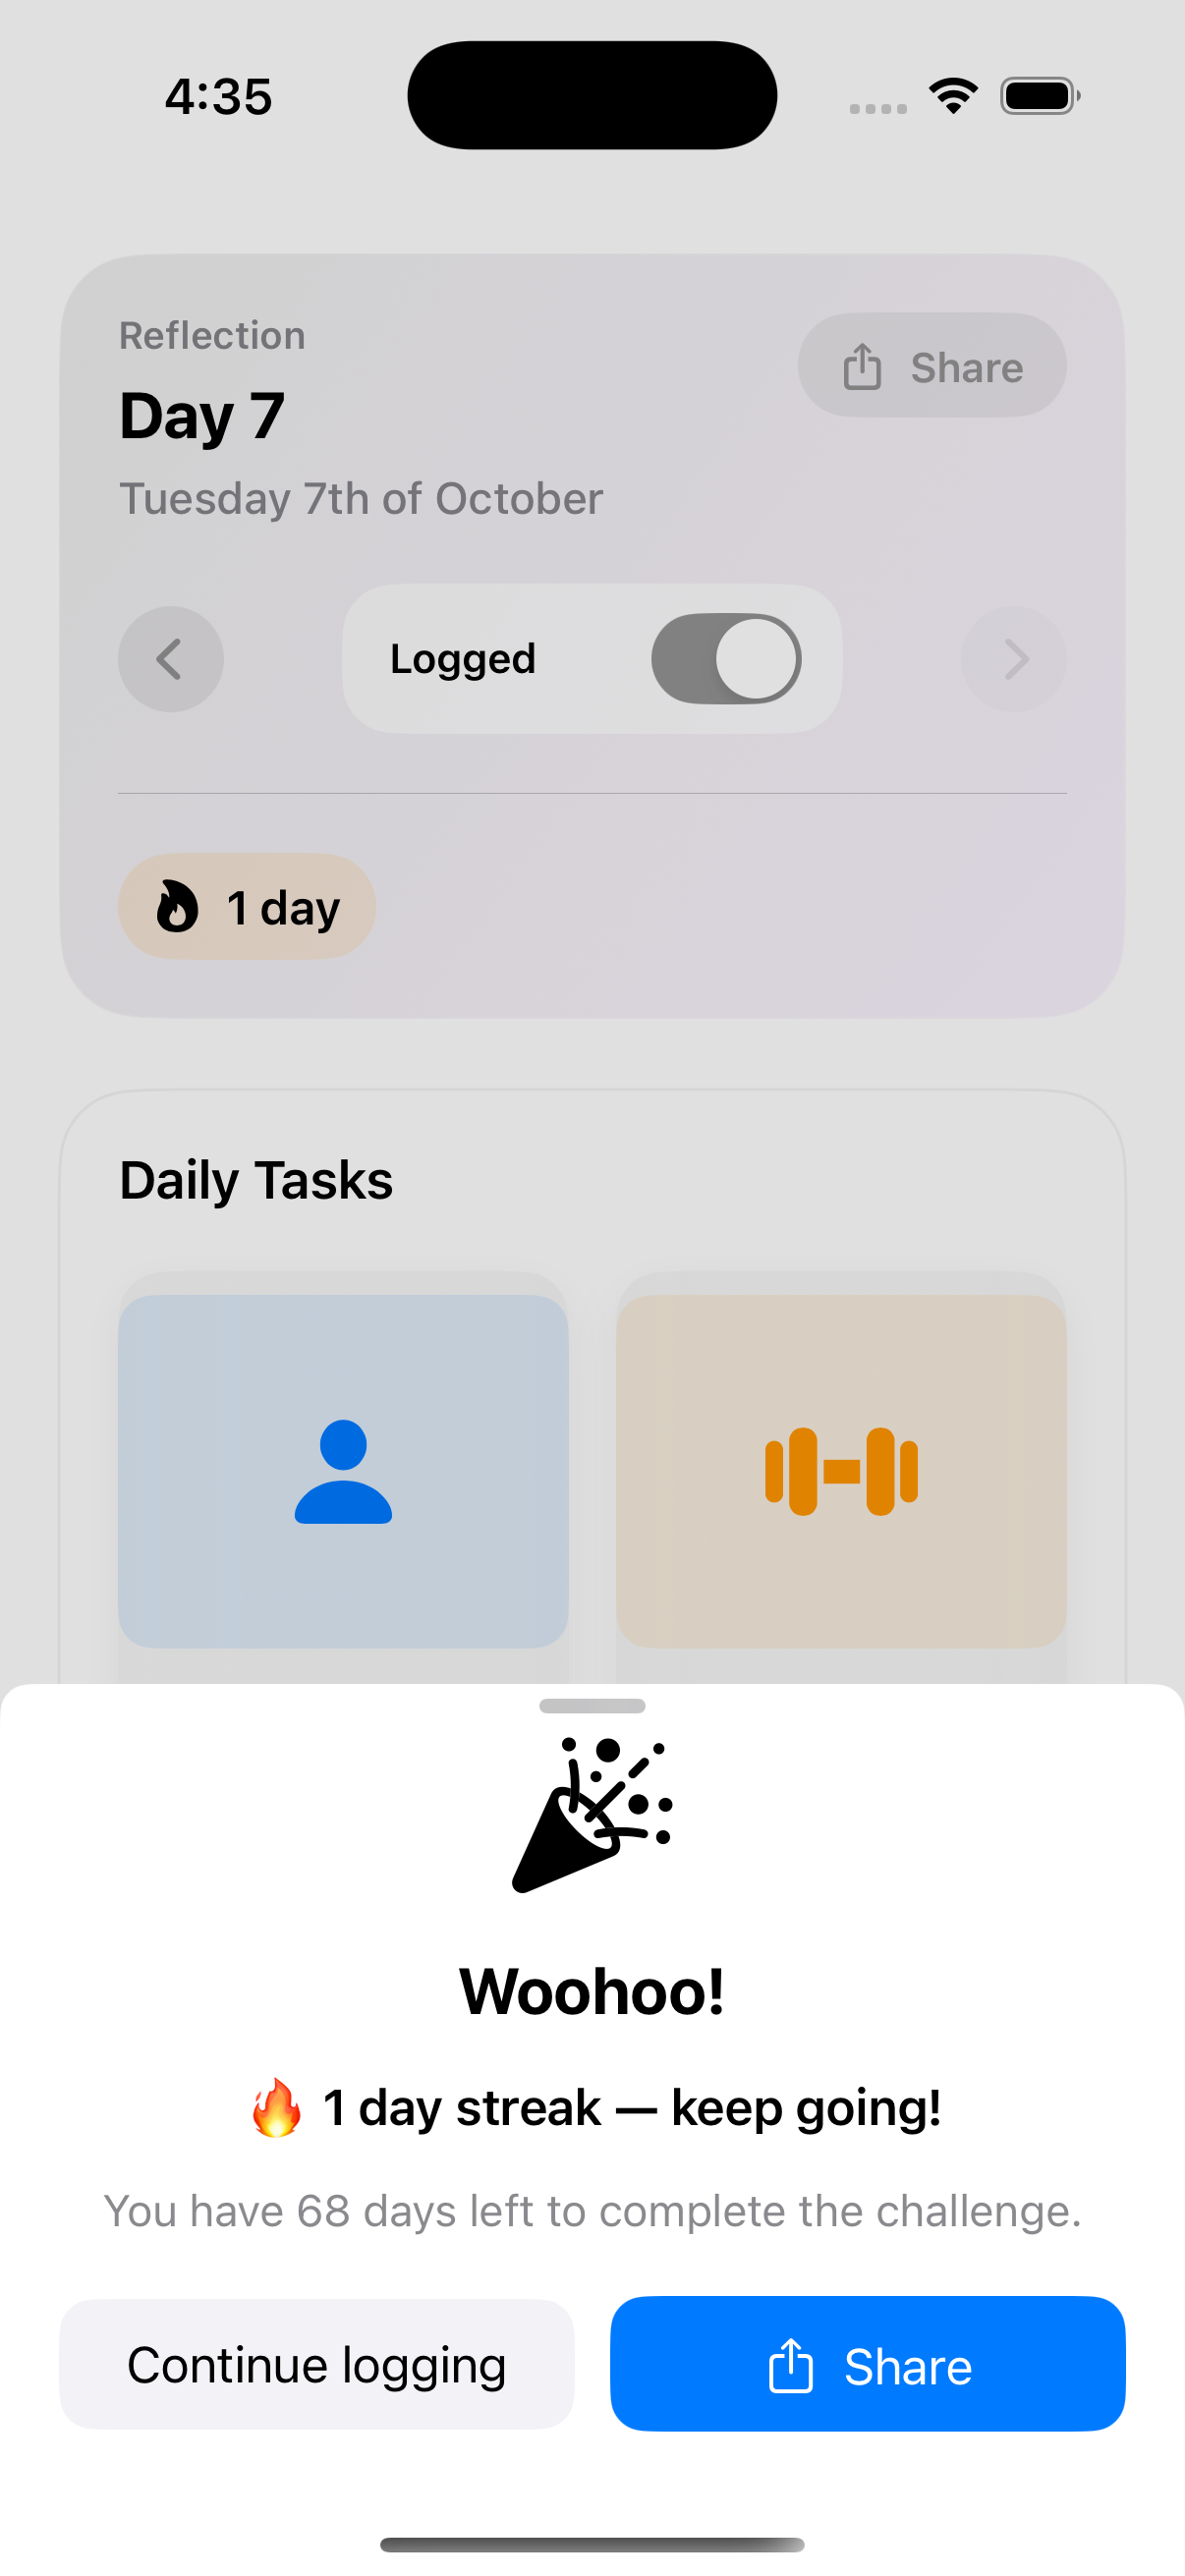 4:35
Reflection
Share
Day 7
Tuesday 7th of October
Logged
1 day
Daily Tasks
Woohoo!
🔥 1 day streak — keep going!
You have 68 days left to complete the challenge.
Continue logging
Share